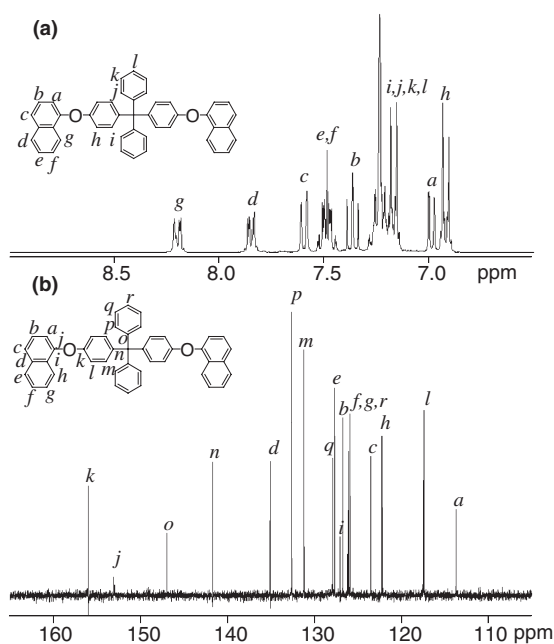 (a)
k l
b a j
c O O
h
d g i
e f
i,j,k,l h
e,f
b
c
a
g d
8.5 8.0 7.5 7.0 ppm
(b)
q r
b a p
c j O o O
d i k n
e h l m
f g
p
m
e
b f,g,r l
n d q h
k c
o i a
j
160 150 140 130 120 110 ppm